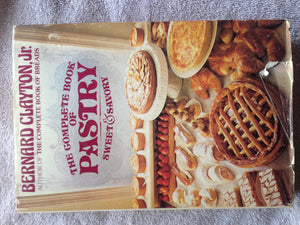 BERNARD CLAYTON, JR.
AUTHOR OF THE COMPLETE BOOK OF BREADS
THE COMPLETE BOOK
OF
PASTRY
SWEET & SAVORY